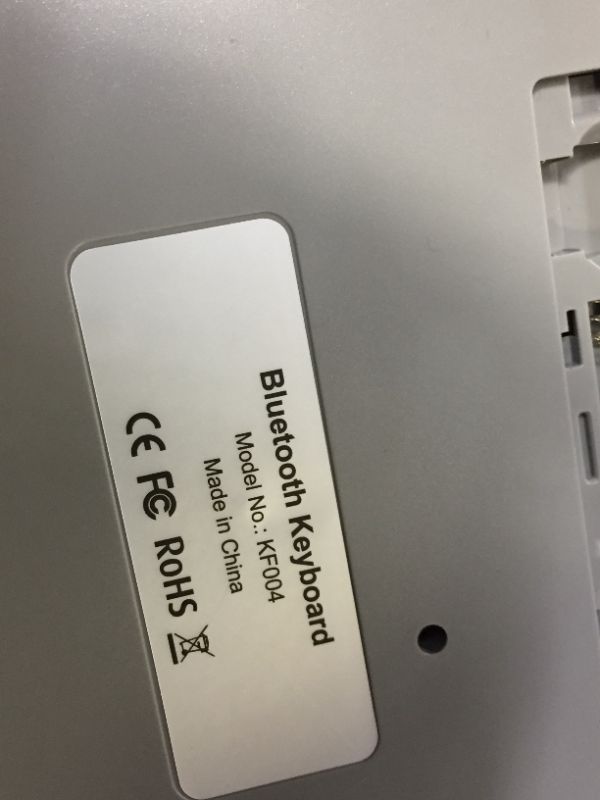 Bluetooth Keyboard
Model No.: KF004
Made in China
CE FC RoHS